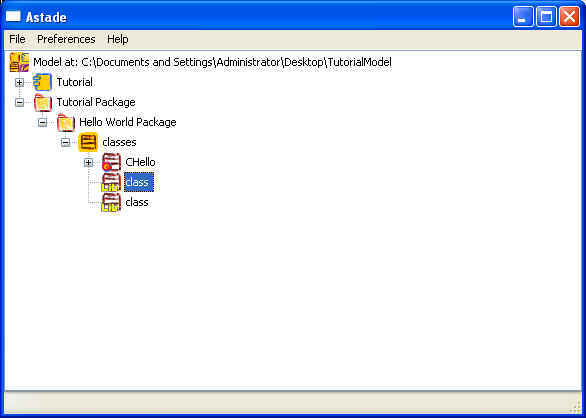 Astade
File Preferences Help
Model at: C:\Documents and Settings\Administrator\Desktop\TutorialModel
Tutorial
Tutorial Package
Hello World Package
classes
CHello
class
class